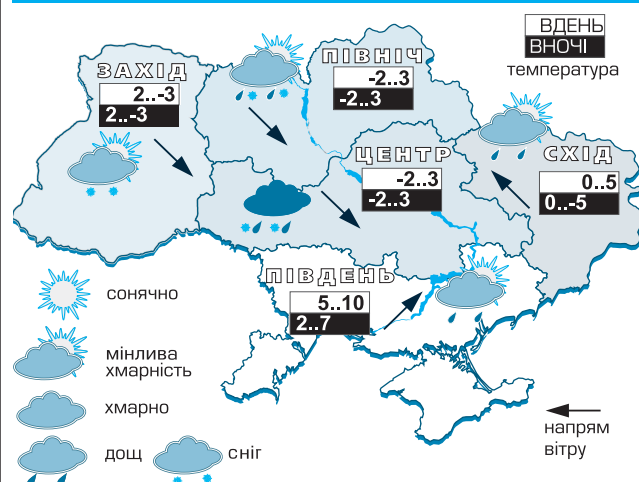 ВДЕНЬ
ВНОЧІ
температура
ЗАХІД
2..-3
2..-3
ПІВНІЧ
-2..3
-2..3
ЦЕНТР
-2..3
-2..3
СХІД
0..5
0..-5
ПІВДЕНЬ
5..10
2..7
сонячно
мінлива
хмарність
хмарно
дощ
сніг
напрям
вітру